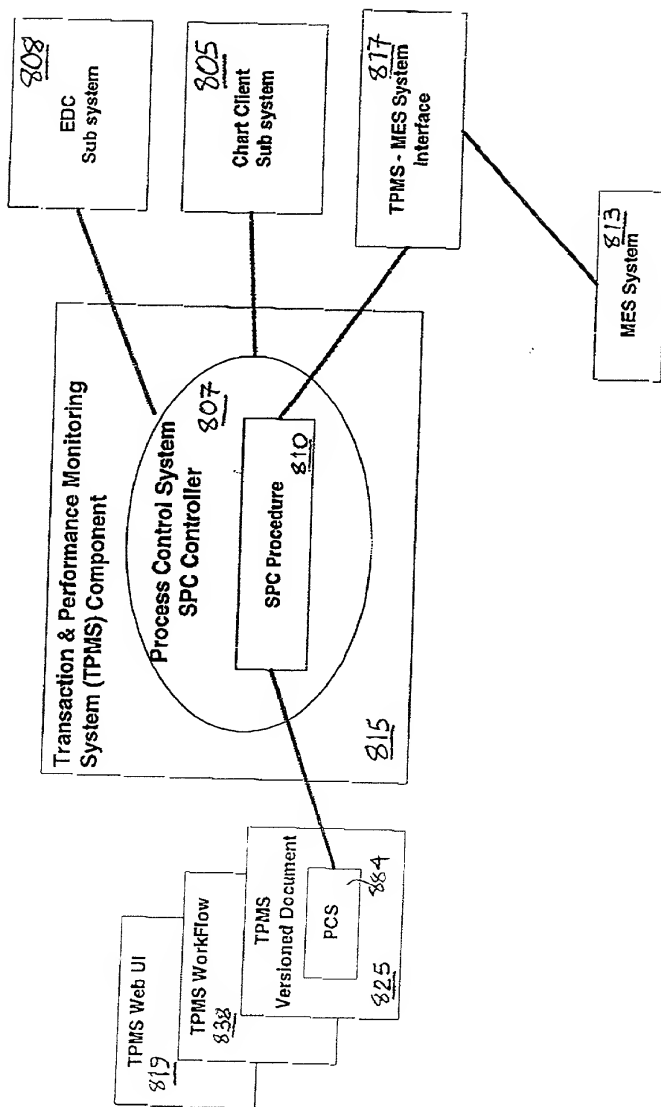 TPMS Web UI
819
TPMS WorkFlow
838
TPMS
Versioned Document
PCS
884
825
Transaction & Performance Monitoring
System (TPMS) Component
Process Control System
SPC Controller
807
SPC Procedure
810
815
808
EDC
Sub system
805
Chart Client
Sub system
817
TPMS - MES System
Interface
813
MES System